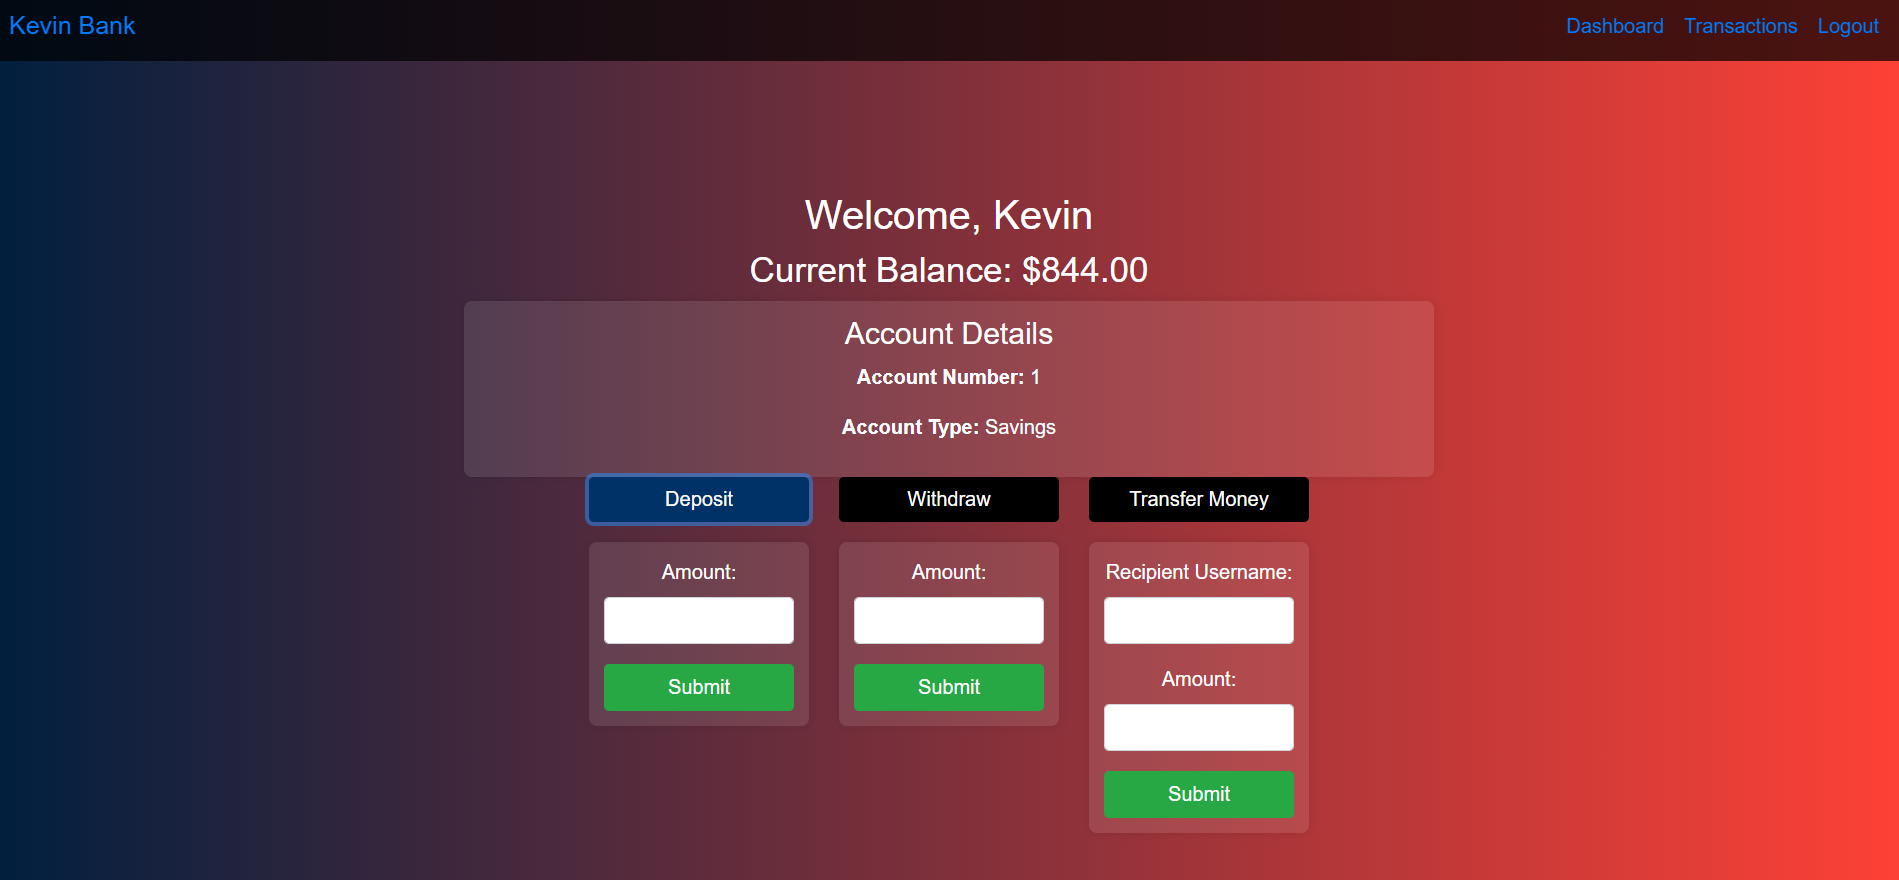 Kevin Bank
Dashboard Transactions Logout
Welcome, Kevin
Current Balance: $844.00
Account Details
Account Number: 1
Account Type: Savings
Deposit
Amount:
Submit
Withdraw
Amount:
Submit
Transfer Money
Recipient Username:
Amount:
Submit